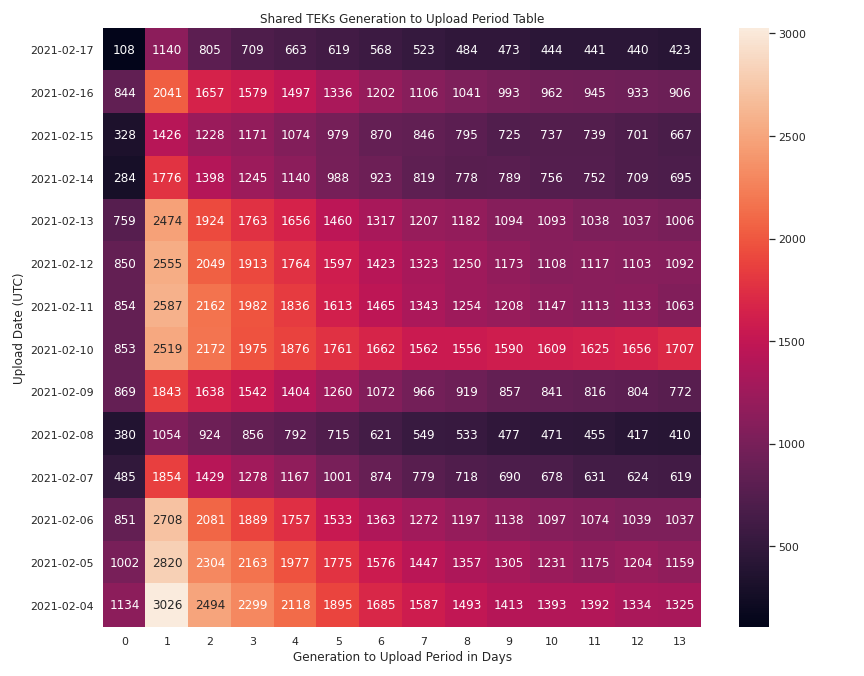 Shared TEKs Generation to Upload Period Table
2021-02-17 108 1140 805 709 663 619 568 523 484 473 444 441 440 423
2021-02-16 844 2041 1657 1579 1497 1336 1202 1106 1041 993 962 945 933 906
2021-02-15 328 1426 1228 1171 1074 979 870 846 795 725 737 739 701 667
2021-02-14 284 1776 1398 1245 1140 988 923 819 778 789 756 752 709 695
2021-02-13 759 2474 1924 1763 1656 1460 1317 1207 1182 1094 1093 1038 1037 1006
2021-02-12 850 2555 2049 1913 1764 1597 1423 1323 1250 1173 1108 1117 1103 1092
2021-02-11 854 2587 2162 1982 1836 1613 1465 1343 1254 1208 1147 1113 1133 1063
2021-02-10 853 2519 2172 1975 1876 1761 1662 1562 1556 1590 1609 1625 1656 1707
2021-02-09 869 1843 1638 1542 1404 1260 1072 966 919 857 841 816 804 772
2021-02-08 380 1054 924 856 792 715 621 549 533 477 471 455 417 410
2021-02-07 485 1854 1429 1278 1167 1001 874 779 718 690 678 631 624 619
2021-02-06 851 2708 2081 1889 1757 1533 1363 1272 1197 1138 1097 1074 1039 1037
2021-02-05 1002 2820 2304 2163 1977 1775 1576 1447 1357 1305 1231 1175 1204 1159
2021-02-04 1134 3026 2494 2299 2118 1895 1685 1587 1493 1413 1393 1392 1334 1325
0 1 2 3 4 5 6 7 8 9 10 11 12 13
Generation to Upload Period in Days
Upload Date (UTC)
3000
2500
2000
1500
1000
500